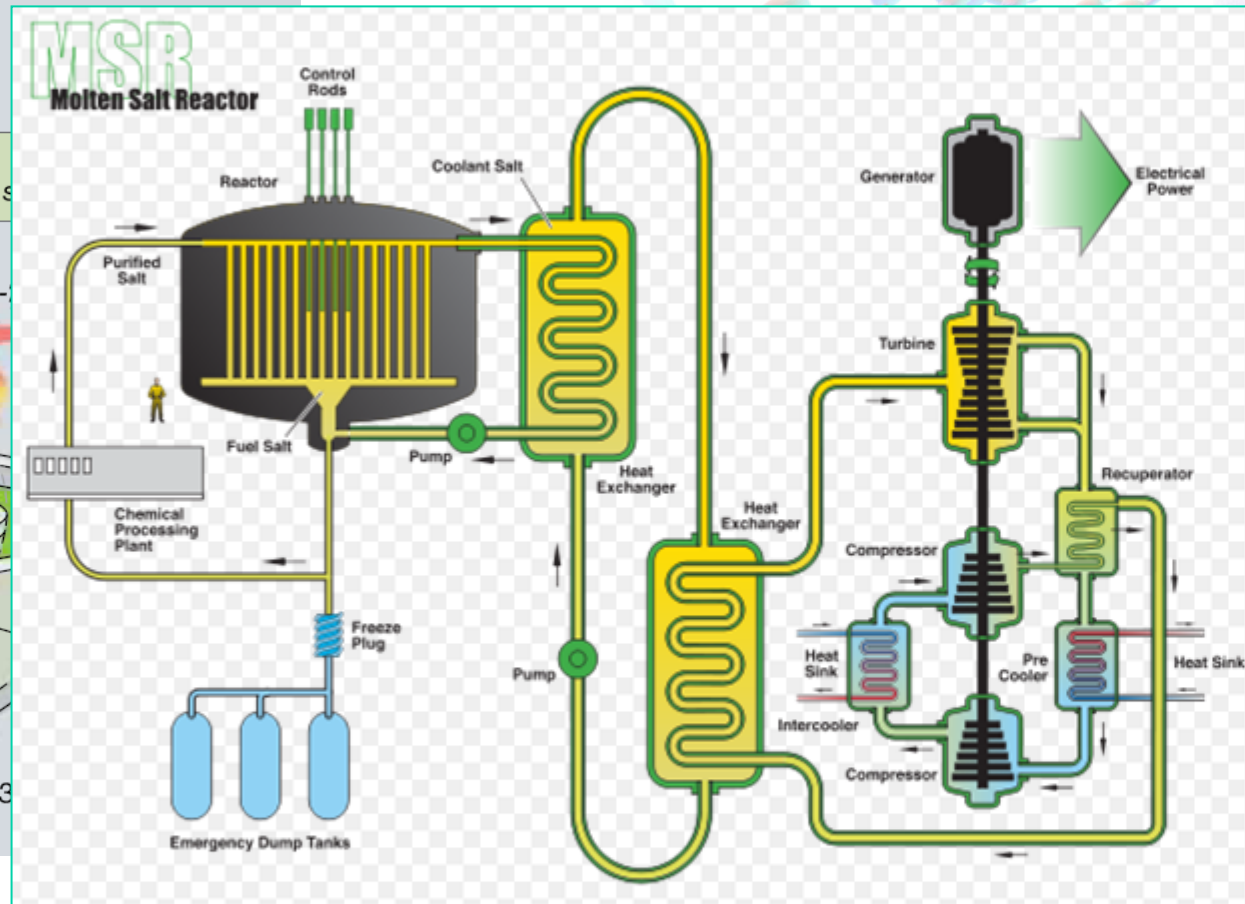 MSR
Molten Salt Reactor
Control
Rods
Reactor
Coolant Salt
Generator
Electrical
Power
Purified
Salt
Turbine
Fuel Salt
Pump
Heat
Exchanger
Recuperator
Chemical
Processing
Plant
Heat
Exchanger
Compressor
Freeze
Plug
Pump
Heat
Sink
Pre
Cooler
Heat Sink
Intercooler
Compressor
Emergency Dump Tanks
s
3